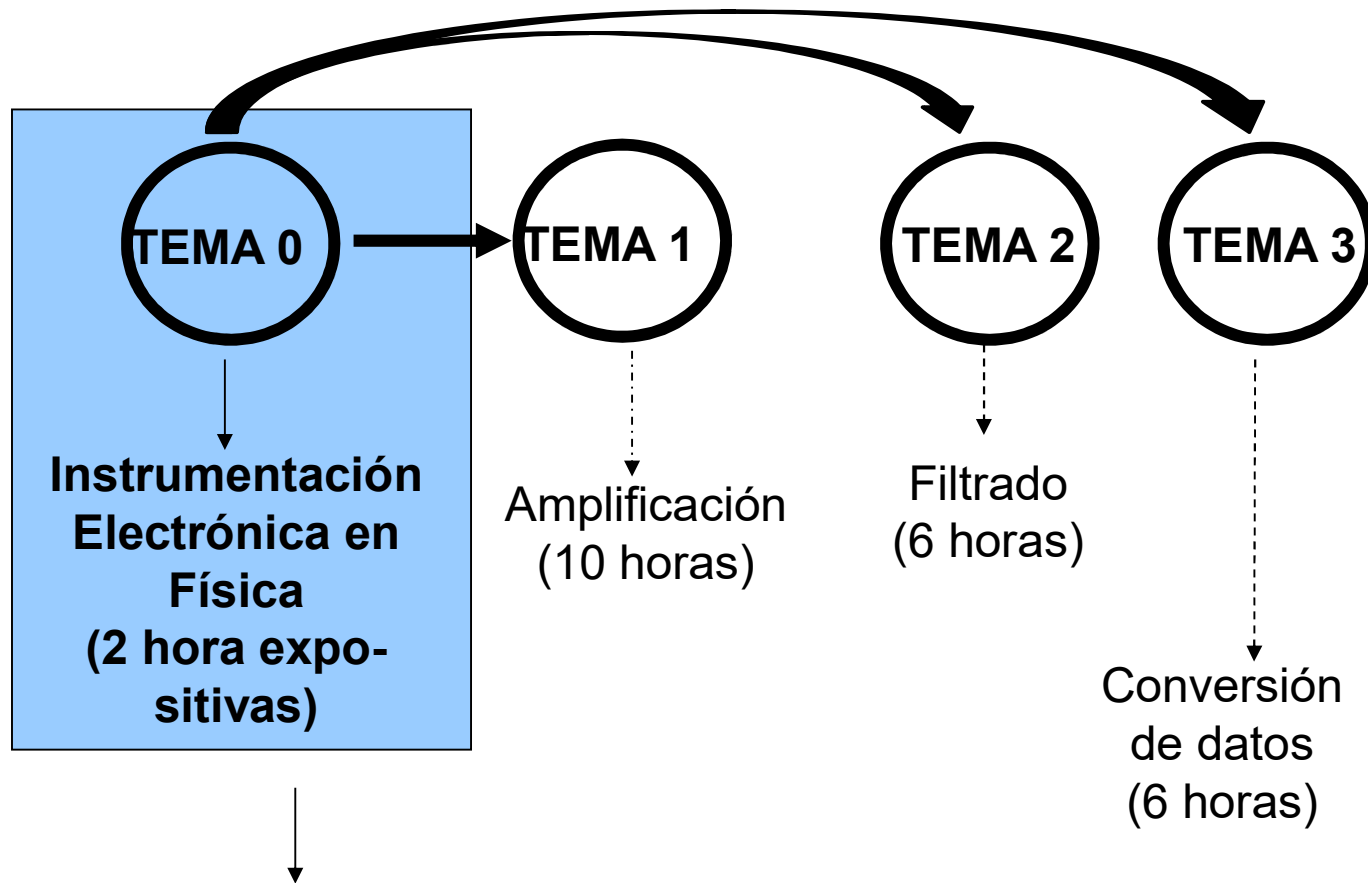 TEMA 0
TEMA 1
TEMA 2
TEMA 3
Instrumentación
Electrónica en
Física
(2 hora expo-
sitivas)
Amplificación
(10 horas)
Filtrado
(6 horas)
Conversión
de datos
(6 horas)